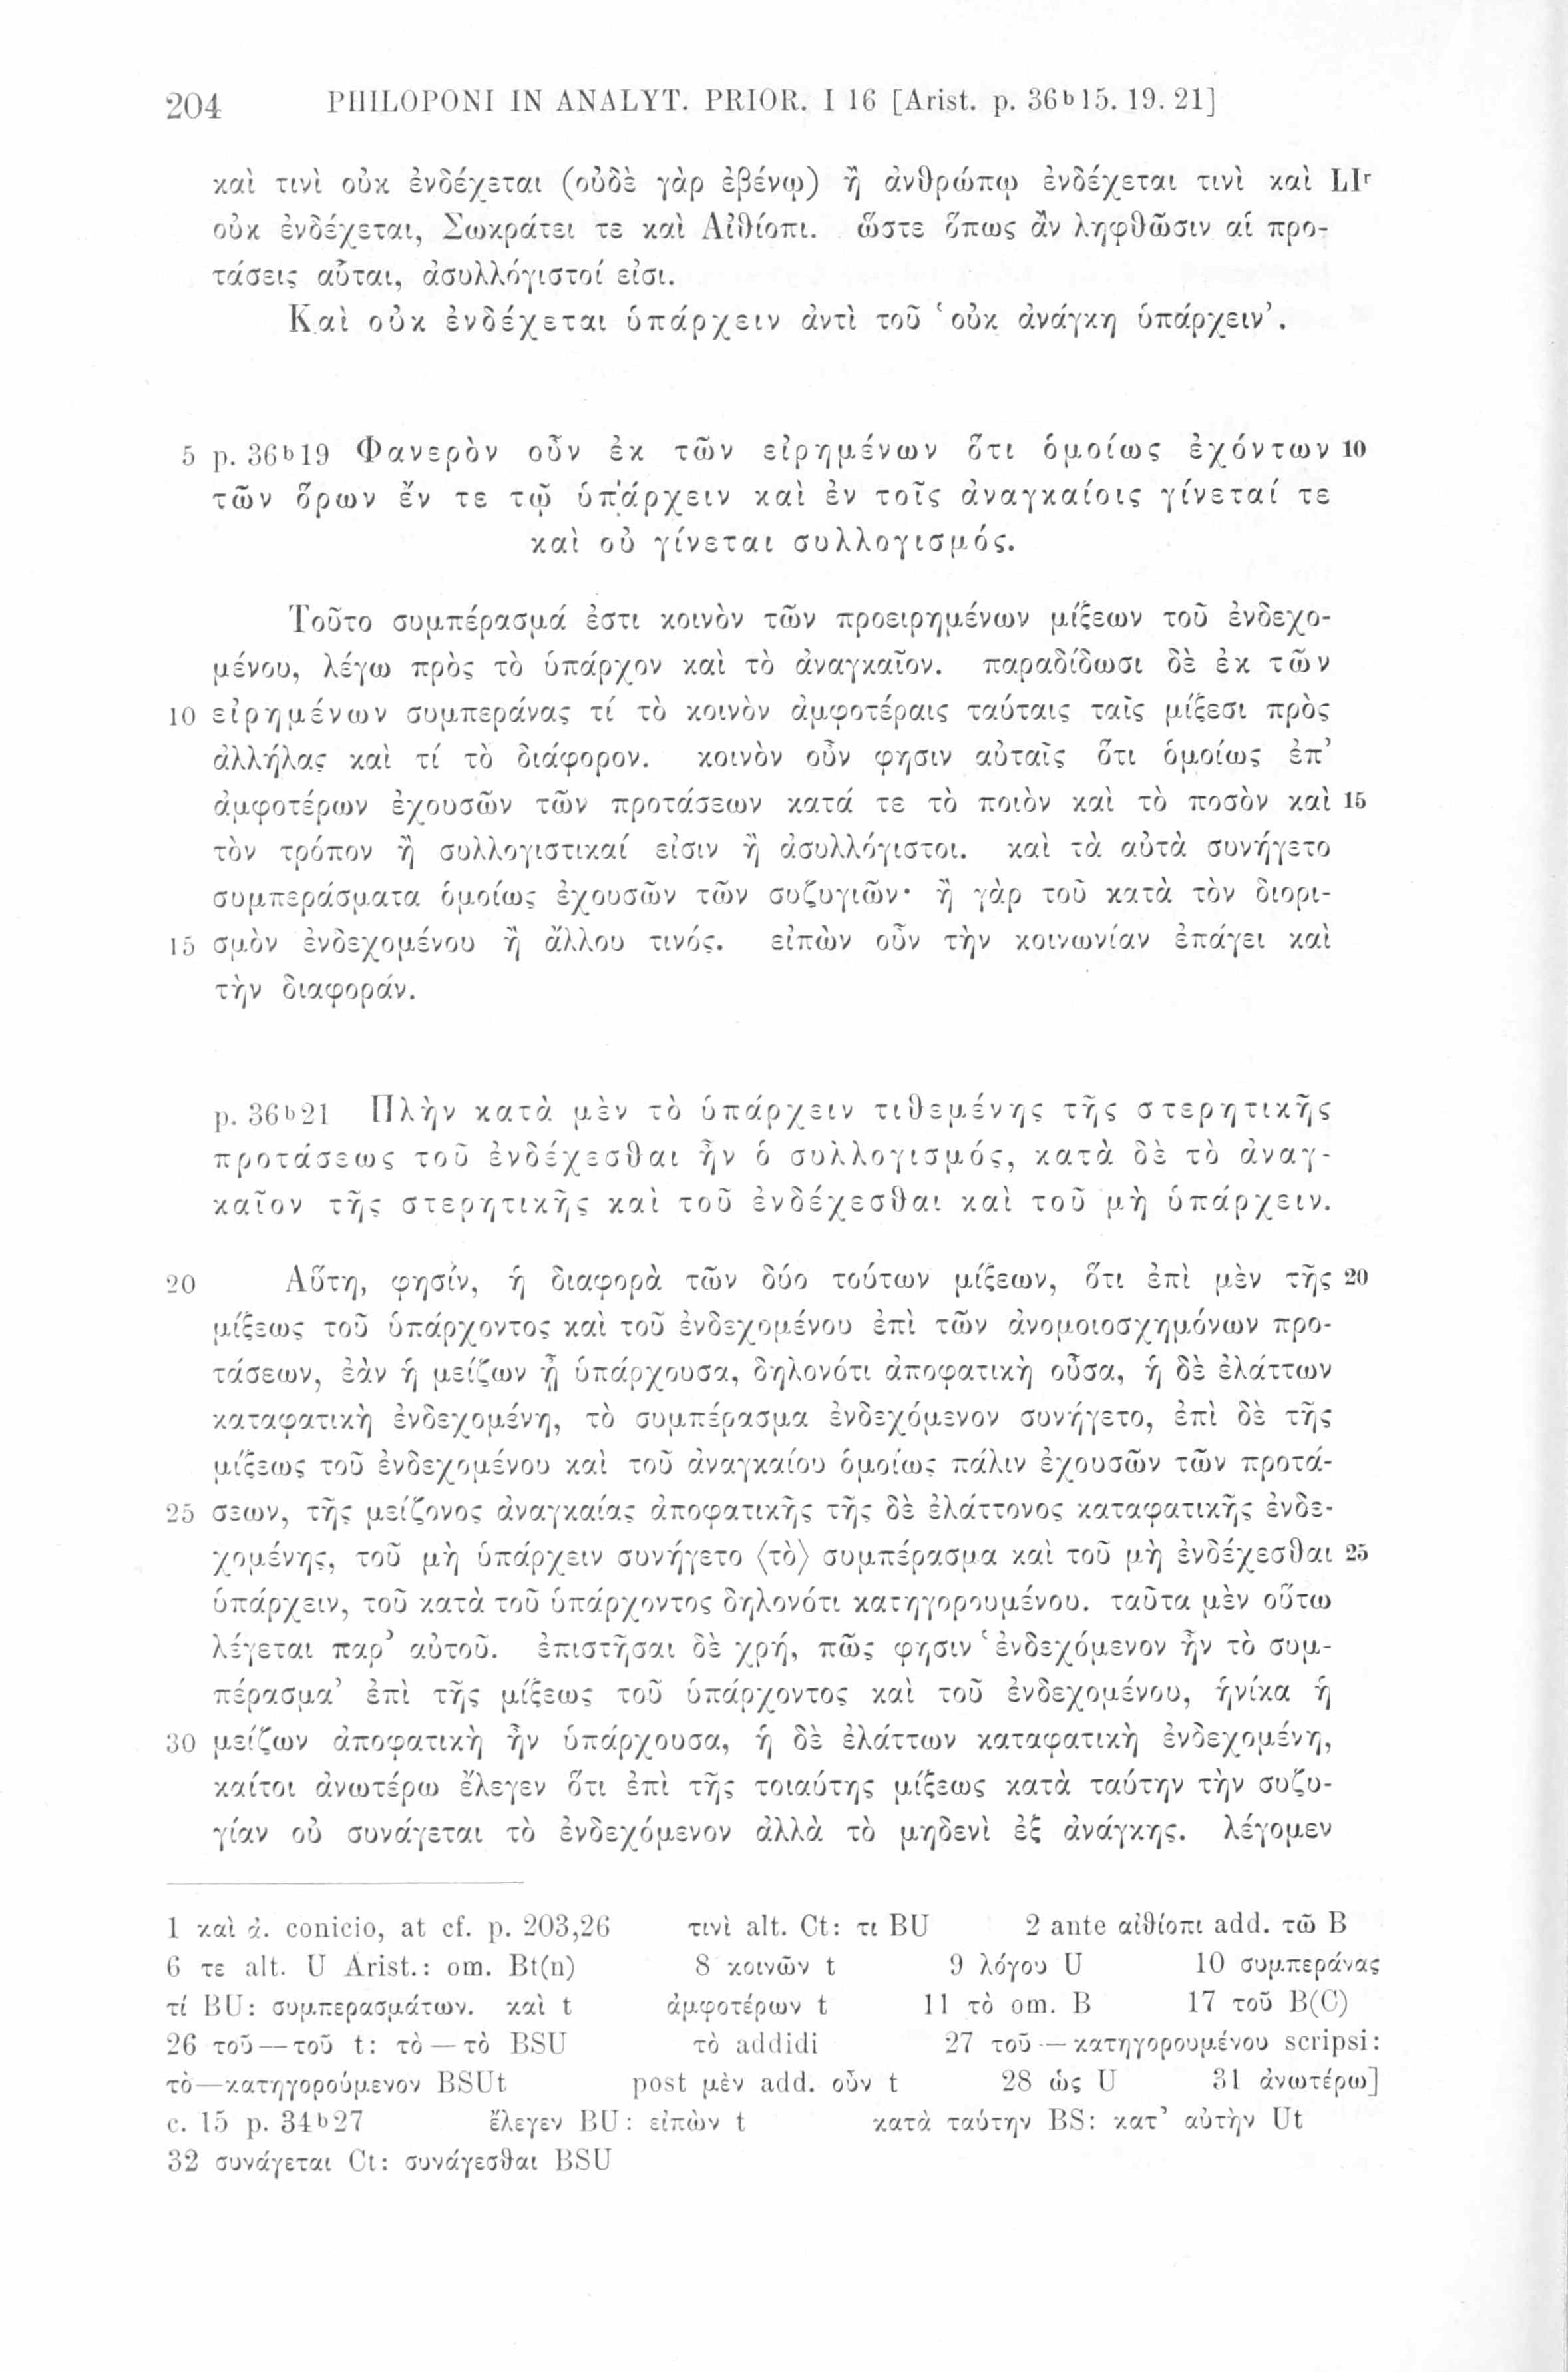 204 PHILOPONI IN ANALYT. PRIOR. I 16 [Arist. p. 36b15. 19. 21]
καὶ τινὶ οὐκ ἐνδέχεται (οὐδὲ γὰρ ἐβένῳ) ἢ ἀνθρώπῳ ἐνδέχεται τινὶ καὶ LIr
οὐκ ἐνδέχεται, Σωκράτει τε καὶ Αἰθίοπι. ὥστε ὅπως ἂν ληφθῶσιν αἱ προ-
τάσεις αὗται, ἀσυλλόγιστοί εἰσι.
Καὶ οὐκ ἐνδέχεται ὑπάρχειν ἀντὶ τοῦ ‘οὐκ ἀνάγκη ὑπάρχειν’.
5 p. 36b19 Φανερὸν οὖν ἐκ τῶν εἰρημένων ὅτι ὁμοίως ἐχόντων 10
τῶν ὅρων ἔν τε τῷ ὑπάρχειν καὶ ἐν τοῖς ἀναγκαίοις γίνεταί τε
καὶ οὐ γίνεται συλλογισμός.
Τοῦτο συμπέρασμά ἐστι κοινὸν τῶν προειρημένων μίξεων τοῦ ἐνδεχο-
μένου, λέγω πρὸς τὸ ὑπάρχον καὶ τὸ ἀναγκαῖον. παραδίδωσι δὲ ἐκ τῶν
10 εἰρημένων συμπεράνας τί τὸ κοινὸν ἀμφοτέραις ταύταις ταῖς μίξεσι πρὸς
ἀλλήλας καὶ τί τὸ διάφορον. κοινὸν οὖν φησιν αὐταῖς ὅτι ὁμοίως ἐπ’
ἀμφοτέρων ἐχουσῶν τῶν προτάσεων κατά τε τὸ ποιὸν καὶ τὸ ποσὸν καὶ 15
τὸν τρόπον ἢ συλλογιστικαί εἰσιν ἢ ἀσυλλόγιστοι. καὶ τὰ αὐτὰ συνήγετο
συμπεράσματα ὁμοίως ἐχουσῶν τῶν συζυγιῶν· ἢ γὰρ τοῦ κατὰ τὸν διορι-
15 σμὸν ἐνδεχομένου ἢ ἄλλου τινός. εἰπὼν οὖν τὴν κοινωνίαν ἐπάγει καὶ
τὴν διαφοράν.
p. 36b21 Πλὴν κατὰ μὲν τὸ ὑπάρχειν τιθεμένης τῆς στερητικῆς
προτάσεως τοῦ ἐνδέχεσθαι ἦν ὁ συλλογισμός, κατὰ δὲ τὸ ἀναγ-
καῖον τῆς στερητικῆς καὶ τοῦ ἐνδέχεσθαι καὶ τοῦ μὴ ὑπάρχειν.
20 Αὕτη, φησίν, ἡ διαφορὰ τῶν δύο τούτων μίξεων, ὅτι ἐπὶ μὲν τῆς 20
μίξεως τοῦ ὑπάρχοντος καὶ τοῦ ἐνδεχομένου ἐπὶ τῶν ἀνομοιοσχημόνων προ-
τάσεων, ἐὰν ἡ μείζων ᾖ ὑπάρχουσα, δηλονότι ἀποφατικὴ οὖσα, ἡ δὲ ἐλάττων
καταφατικὴ ἐνδεχομένη, τὸ συμπέρασμα ἐνδεχόμενον συνήγετο, ἐπὶ δὲ τῆς
μίξεως τοῦ ἐνδεχομένου καὶ τοῦ ἀναγκαίου ὁμοίως πάλιν ἐχουσῶν τῶν προτά-
25 σεων, τῆς μείζονος ἀναγκαίας ἀποφατικῆς τῆς δὲ ἐλάττονος καταφατικῆς ἐνδε-
χομένης, τοῦ μὴ ὑπάρχειν συνήγετο ⟨τὸ⟩ συμπέρασμα καὶ τοῦ μὴ ἐνδέχεσθαι 25
ὑπάρχειν, τοῦ κατὰ τοῦ ὑπάρχοντος δηλονότι κατηγορουμένου. ταῦτα μὲν οὕτω
λέγεται παρ’ αὐτοῦ. ἐπιστῆσαι δὲ χρή, πῶς φησιν ‘ἐνδεχόμενον ἦν τὸ συμ-
πέρασμα’ ἐπὶ τῆς μίξεως τοῦ ὑπάρχοντος καὶ τοῦ ἐνδεχομένου, ἡνίκα ἡ
30 μείζων ἀποφατικὴ ἦν ὑπάρχουσα, ἡ δὲ ἐλάττων καταφατικὴ ἐνδεχομένη,
καίτοι ἀνωτέρω ἔλεγεν ὅτι ἐπὶ τῆς τοιαύτης μίξεως κατὰ ταύτην τὴν συζυ-
γίαν οὐ συνάγεται τὸ ἐνδεχόμενον ἀλλὰ τὸ μηδενὶ ἐξ ἀνάγκης. λέγομεν
1 καὶ ἀ. conicio, at cf. p. 203,26 τινὶ alt. Ct: τι BU 2 ante αἰθίοπι add. τῶ B
6 τε alt. U Arist.: om. Bt(n) 8 κοινῶν t 9 λόγου U 10 συμπεράνας
τί BU: συμπερασμάτων. καὶ t ἀμφοτέρων t 11 τὸ om. B 17 τοῦ B(C)
26 τοῦ — τοῦ t: τὸ — τὸ BSU τὸ addidi 27 τοῦ — κατηγορουμένου scripsi:
τὸ—κατηγορούμενον BSUt post μὲν add. οὖν t 28 ὡς U 31 ἀνωτέρω]
c. 15 p. 34b27 ἔλεγεν BU: εἰπὼν t κατὰ ταύτην BS: κατ’ αὐτὴν Ut
32 συνάγεται Ct: συνάγεσθαι BSU